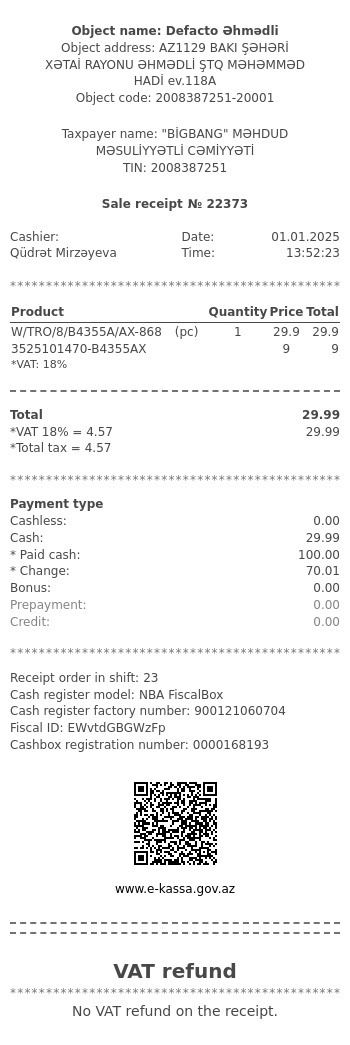 Object name: Defacto Əhmədli
Object address: AZ1129 BAKI ŞƏHƏRİ
XƏTAİ RAYONU ƏHMƏDLİ ŞTQ MƏHƏMMƏD
HADİ ev.118A
Object code: 2008387251-20001
Taxpayer name: "BİGBANG" MƏHDUD
MƏSULİYYƏTLİ CƏMİYYƏTİ
TIN: 2008387251
Sale receipt № 22373
Cashier: Date: 01.01.2025
Qüdrət Mirzəyeva Time: 13:52:23
**********************************************
Product Quantity Price Total
W/TRO/8/B4355A/AX-868 (pc) 1 29.9 29.9
3525101470-B4355AX 9 9
*VAT: 18%
Total 29.99
*VAT 18% = 4.57 29.99
*Total tax = 4.57
**********************************************
Payment type
Cashless: 0.00
Cash: 29.99
* Paid cash: 100.00
* Change: 70.01
Bonus: 0.00
Prepayment: 0.00
Credit: 0.00
**********************************************
Receipt order in shift: 23
Cash register model: NBA FiscalBox
Cash register factory number: 900121060704
Fiscal ID: EWvtdGBGWzFp
Cashbox registration number: 0000168193
www.e-kassa.gov.az
VAT refund
**********************************************
No VAT refund on the receipt.